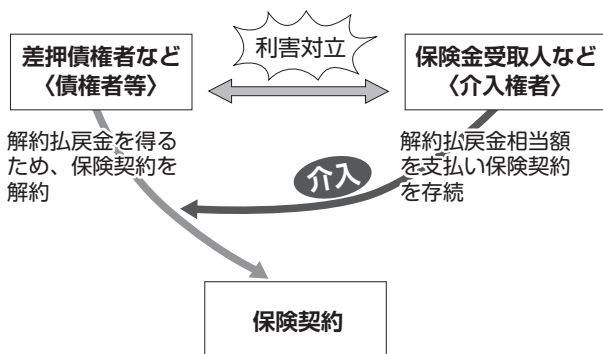 差押債権者など
〈債権者等〉
利害対立
保険金受取人など
〈介入権者〉
解約払戻金を得る
ため、保険契約を
解約
解約払戻金相当額
を支払い保険契約
を存続
介入
保険契約